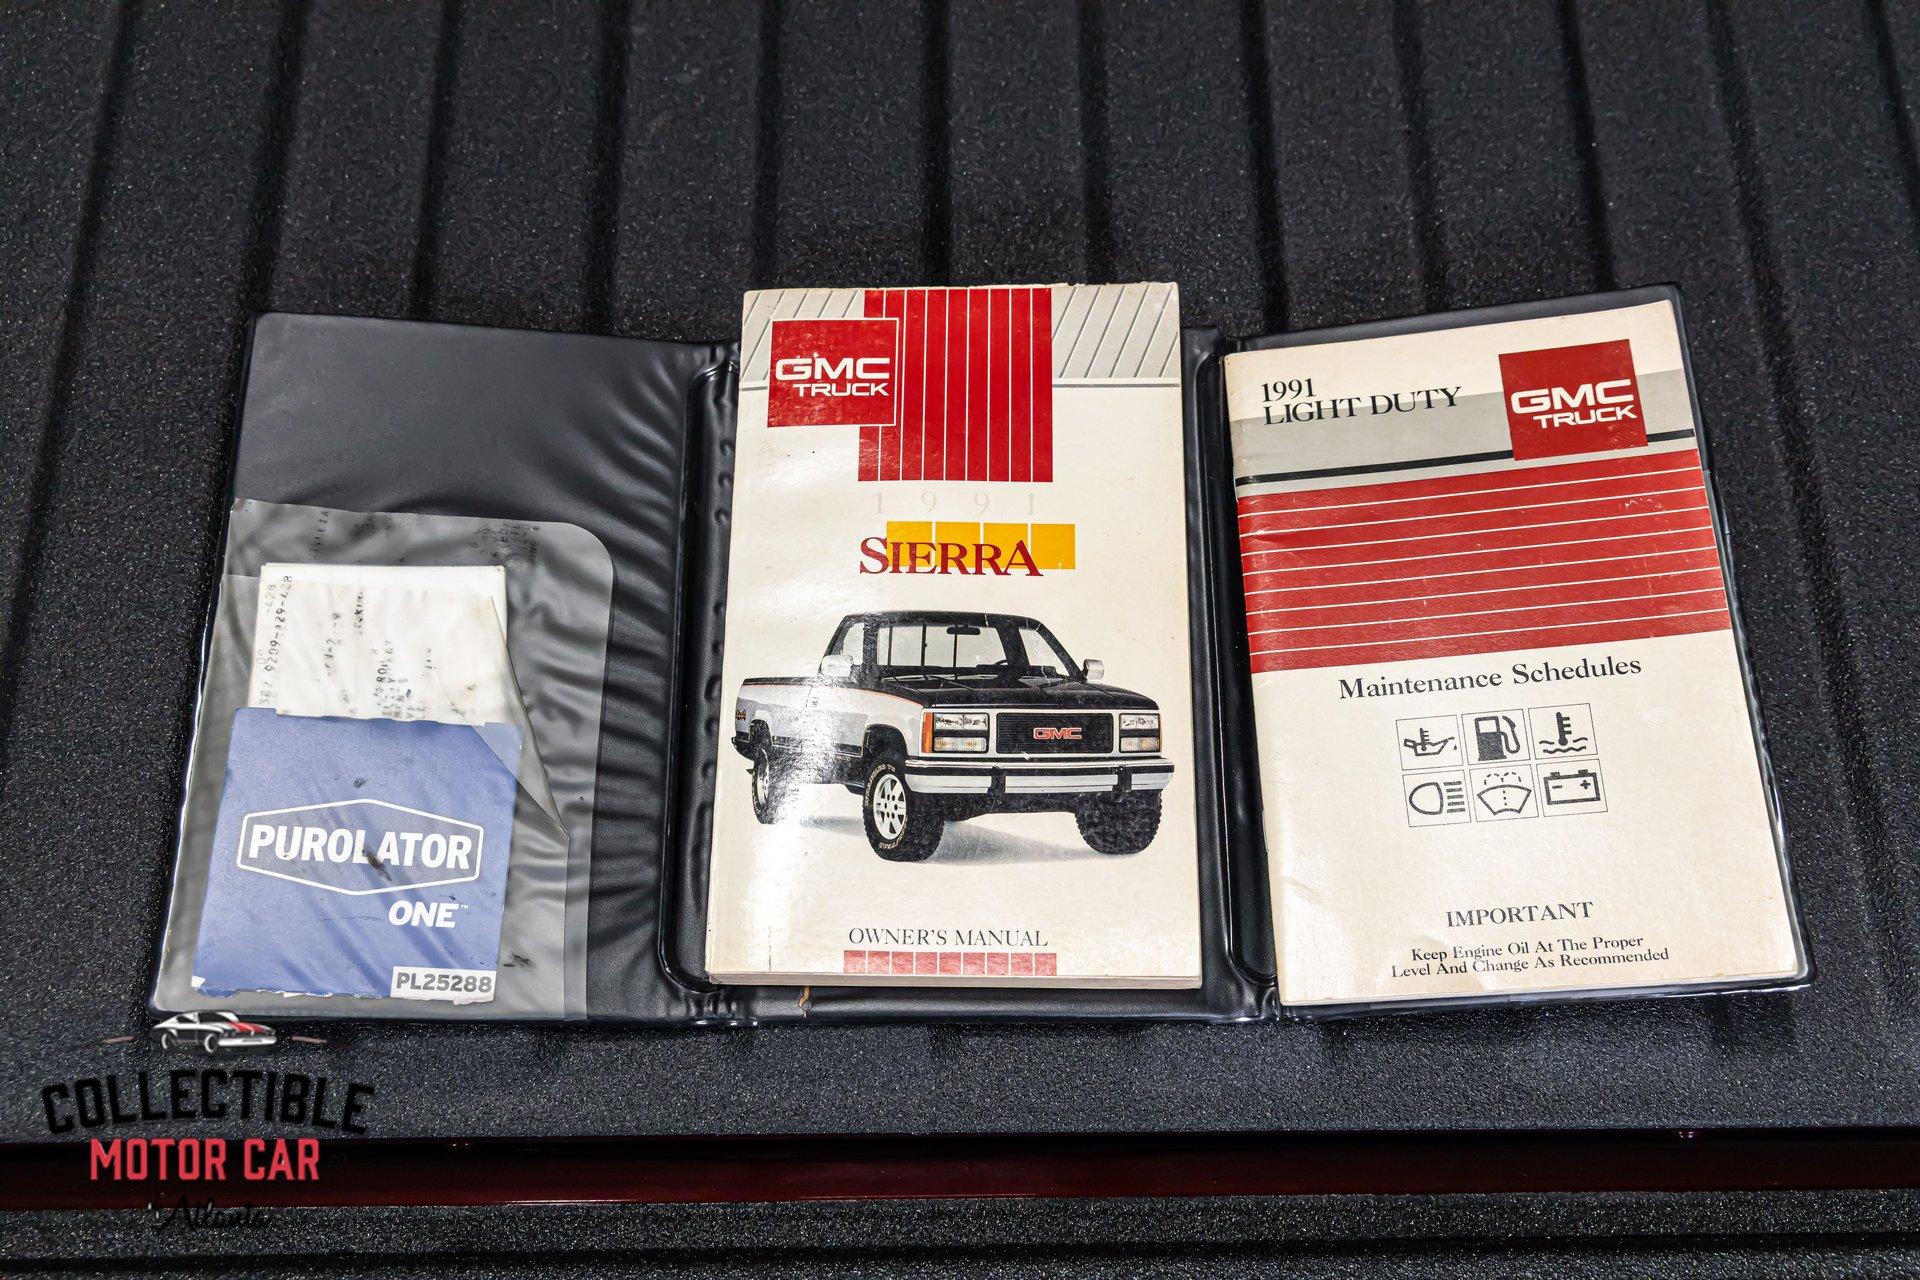 PUROLATOR
ONE™
PL25288
GMC
TRUCK
1991
SIERRA
GMC
OWNER'S MANUAL
1991
LIGHT DUTY
GMC
TRUCK
Maintenance Schedules
IMPORTANT
Keep Engine Oil At The Proper
Level And Change As Recommended
COLLECTIBLE
MOTOR CAR
Atlanta